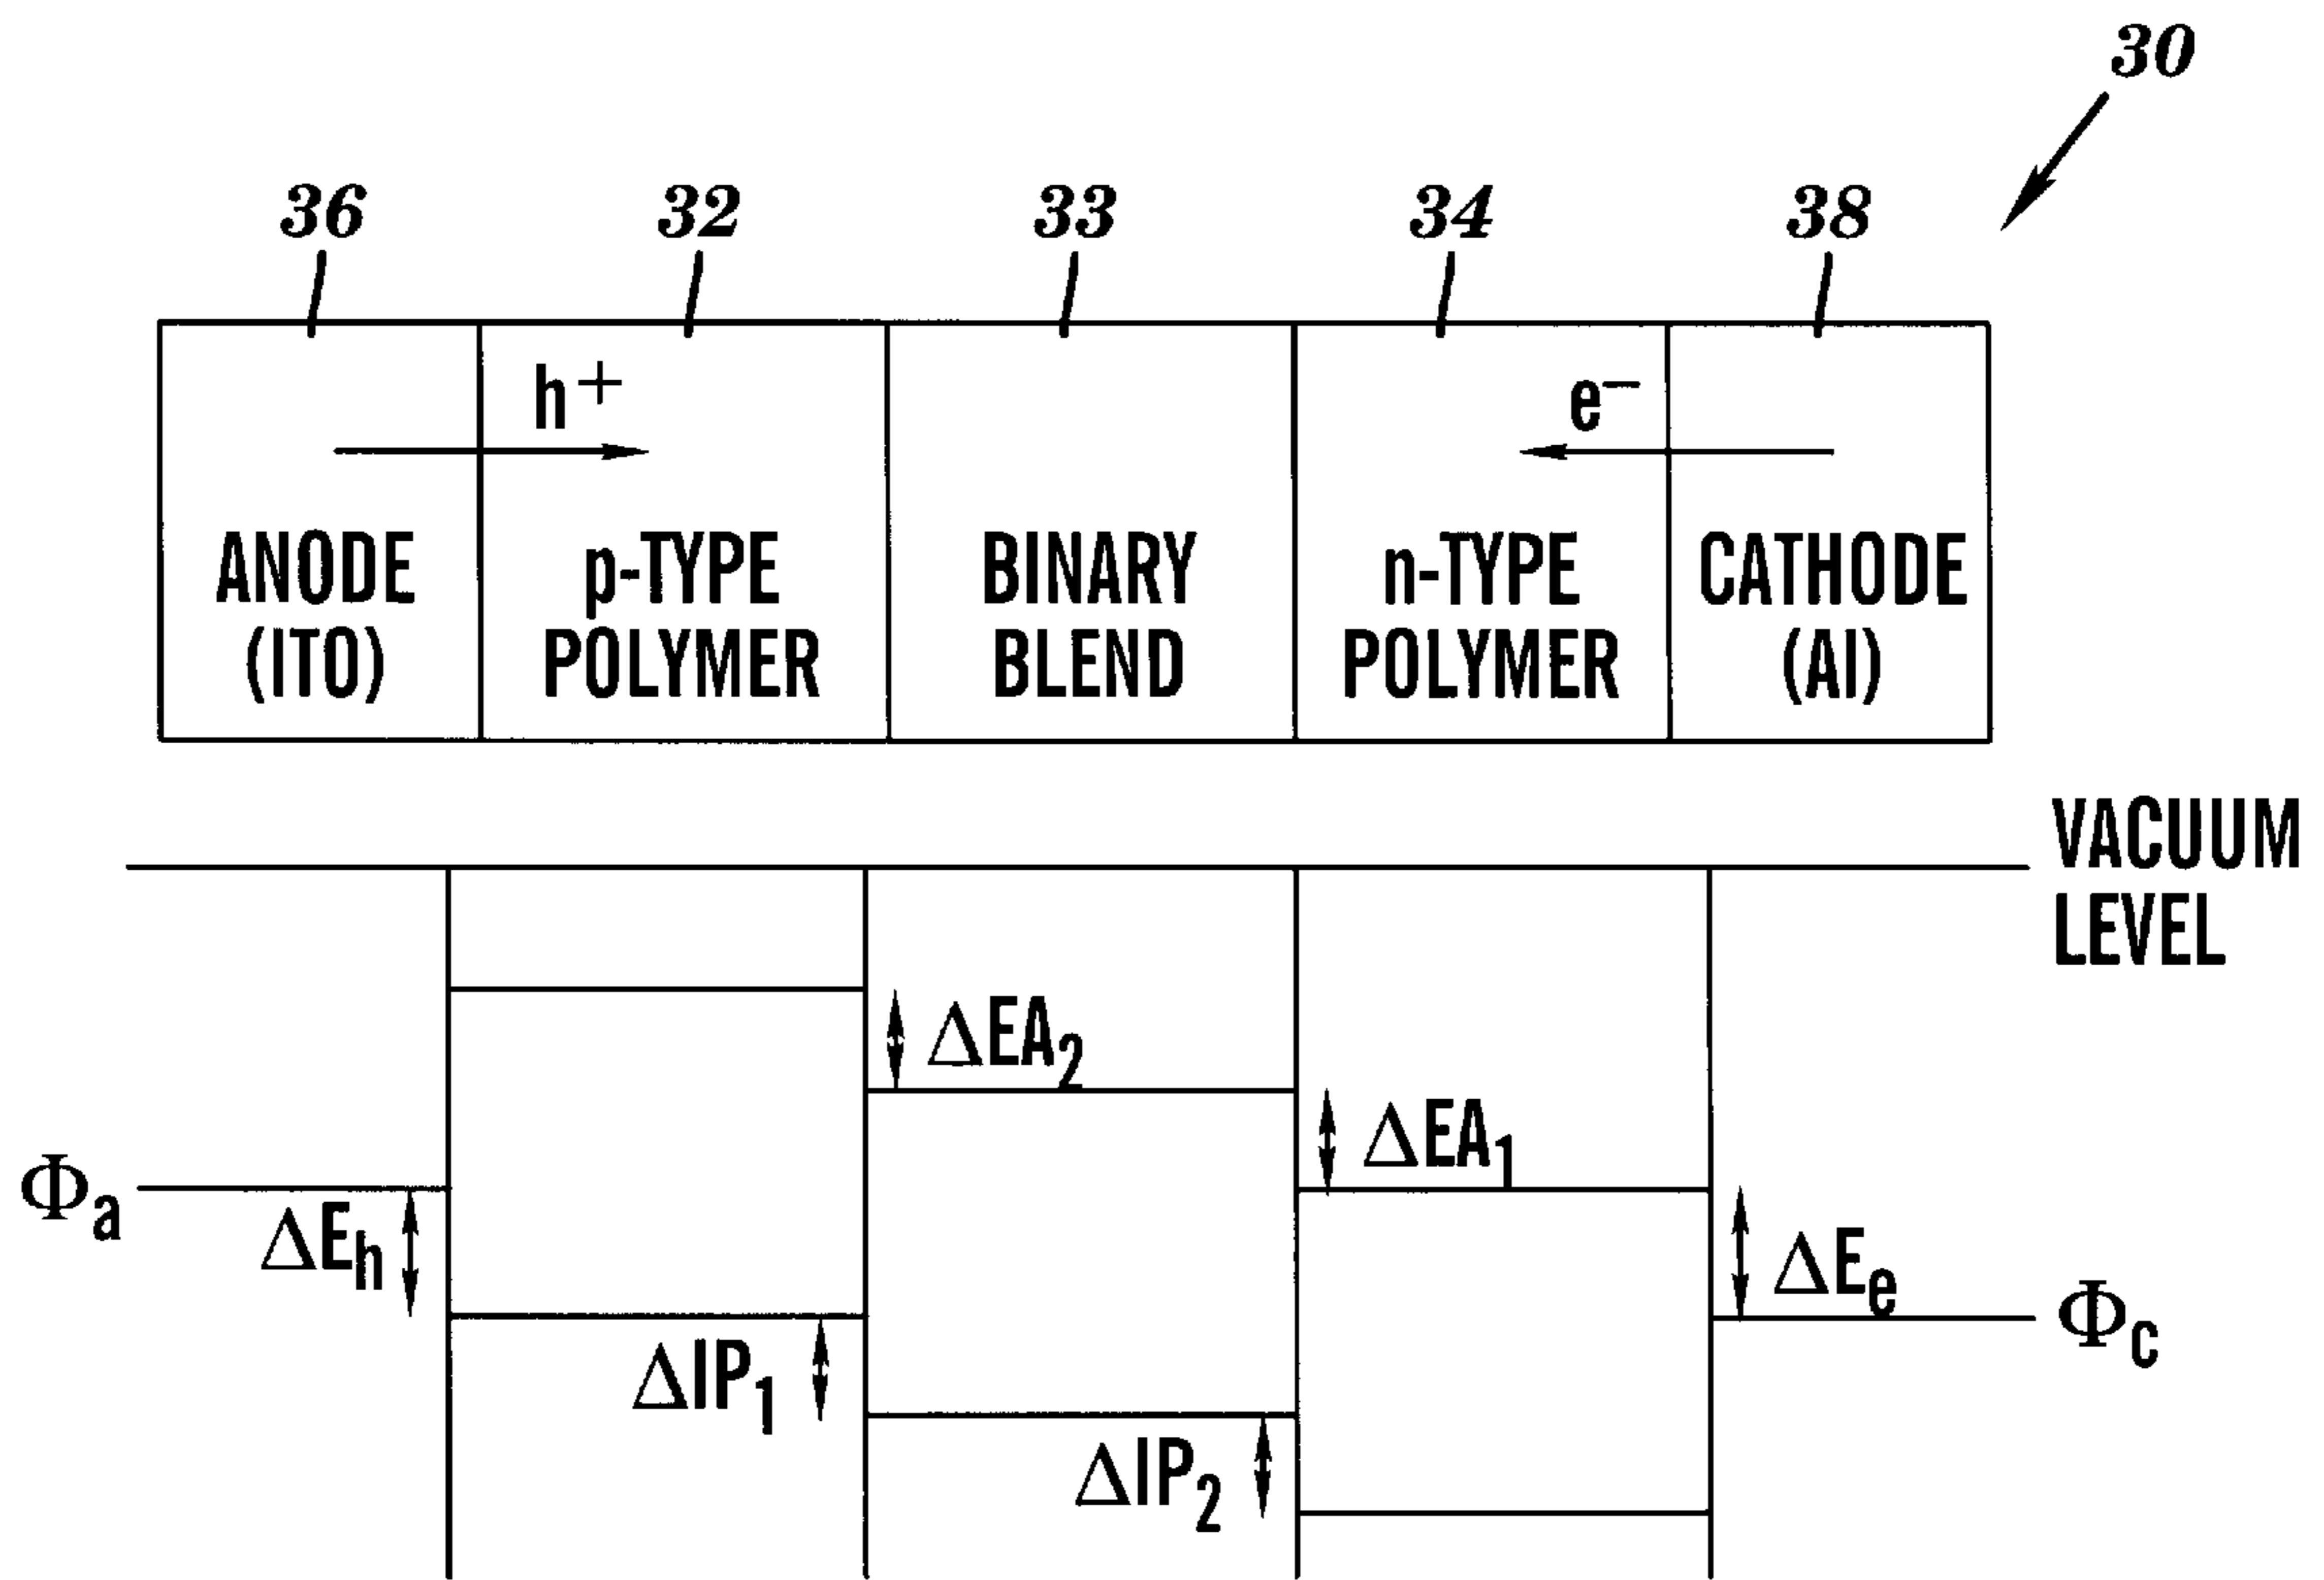 30
36 32 33 34 38
h+ e−
ANODE p-TYPE BINARY n-TYPE CATHODE
(ITO) POLYMER BLEND POLYMER (Al)
VACUUM
LEVEL
ΔEA2
ΔEA1
Φa
ΔEh
ΔEe
Φc
ΔIP1
ΔIP2